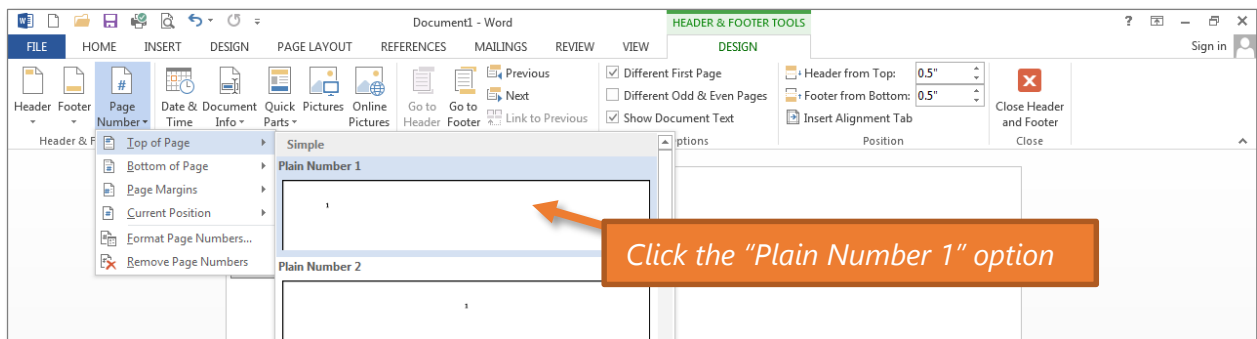 Document1 - Word
HEADER & FOOTER TOOLS
?
FILE HOME INSERT DESIGN PAGE LAYOUT REFERENCES MAILINGS REVIEW VIEW DESIGN Sign in
Header Footer Page Number
Date & Time
Document Info
Quick Parts
Pictures
Online Pictures
Go to Header
Go to Footer
Previous
Next
Link to Previous
Different First Page
Different Odd & Even Pages
Show Document Text
Header from Top: 0.5"
Footer from Bottom: 0.5"
Insert Alignment Tab
Close Header and Footer
Header & F
ptions
Position
Close
Top of Page
Bottom of Page
Page Margins
Current Position
Format Page Numbers...
Remove Page Numbers
Simple
Plain Number 1
1
Plain Number 2
1
Click the “Plain Number 1” option